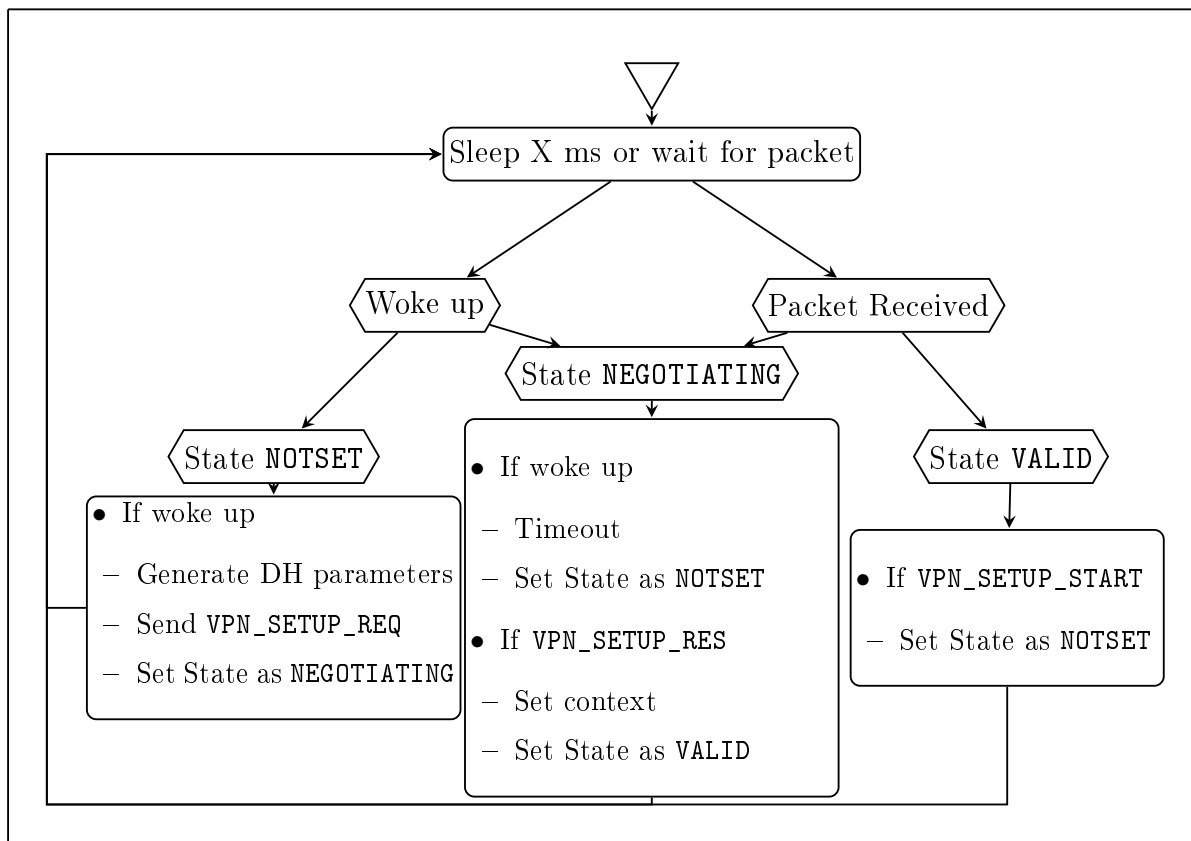 Sleep X ms or wait for packet
Woke up
Packet Received
State NEGOTIATING
State NOTSET
• If woke up
– Generate DH parameters
– Send VPN_SETUP_REQ
– Set State as NEGOTIATING
• If woke up
– Timeout
– Set State as NOTSET
• If VPN_SETUP_RES
– Set context
– Set State as VALID
State VALID
• If VPN_SETUP_START
– Set State as NOTSET